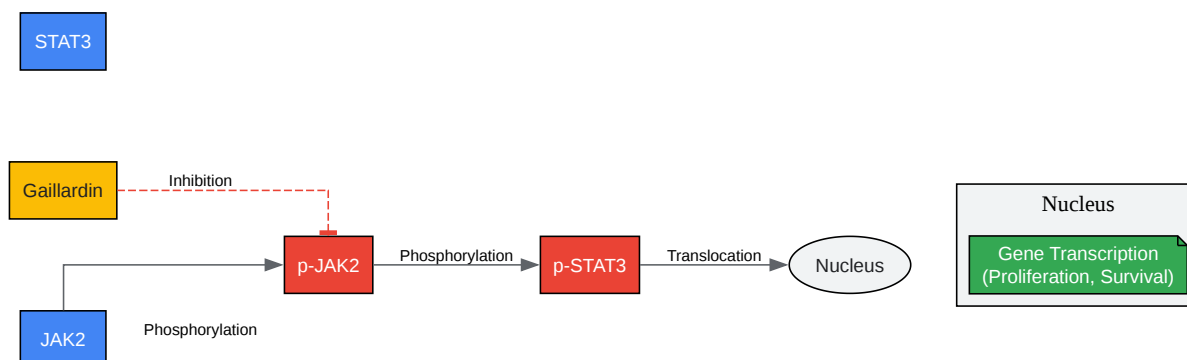 STAT3
Gaillardin
Inhibition
Nucleus
Gene Transcription
(Proliferation, Survival)
p-JAK2
Phosphorylation
p-STAT3
Translocation
Nucleus
JAK2
Phosphorylation